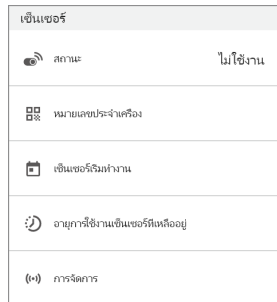 เซ็นเซอร์
สถานะ ไม่ใช้งาน
หมายเลขประจำเครื่อง
เซ็นเซอร์เริ่มทำงาน
อายุการใช้งานเซ็นเซอร์ที่เหลืออยู่
การจัดการ